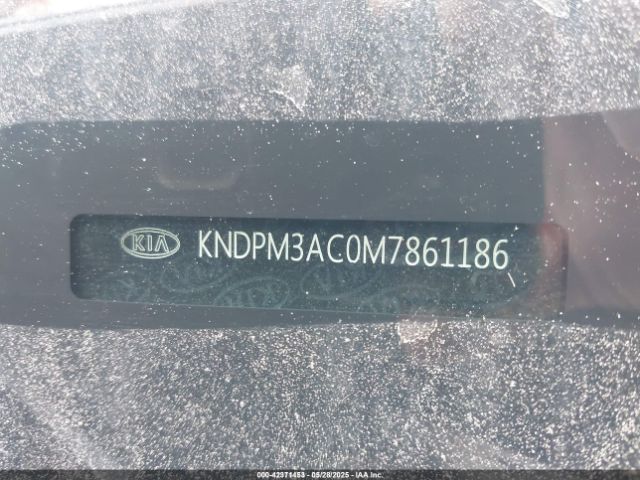 KIA KNDPM3AC0M7861186
000-42371453 - 05/28/2025 - IAA Inc.